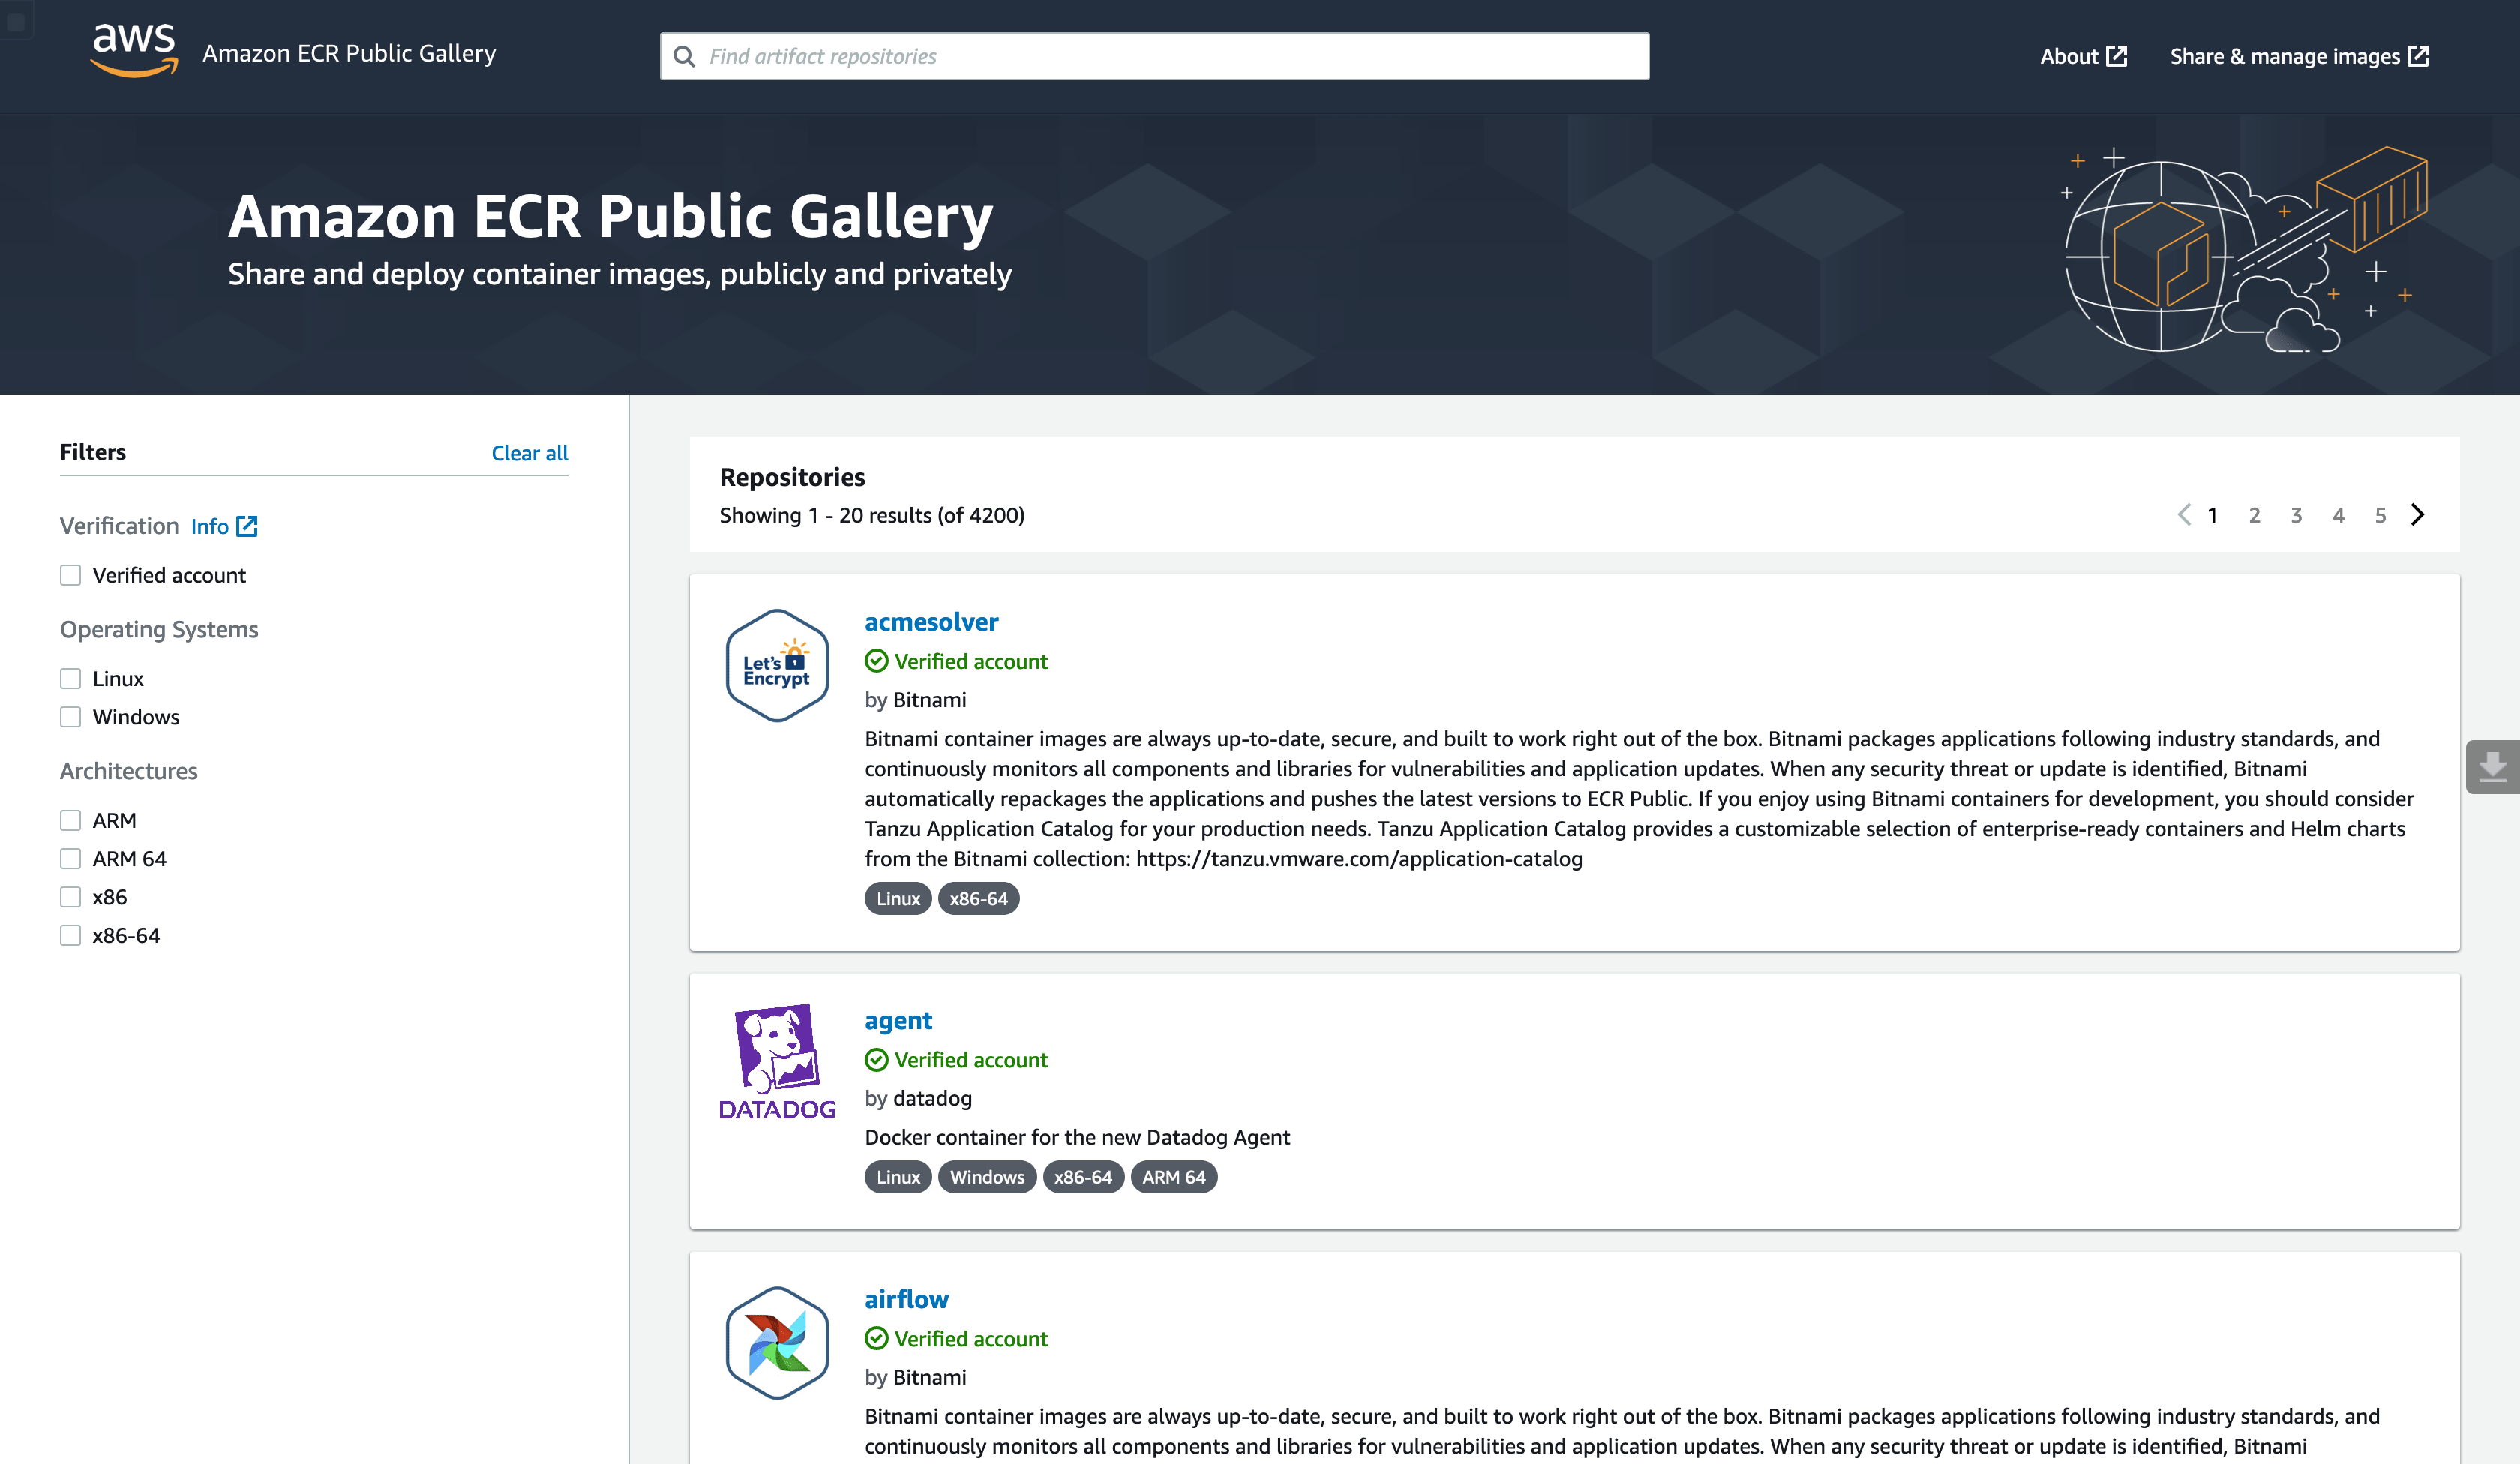 aws
Amazon ECR Public Gallery
Find artifact repositories
About
Share & manage images
Amazon ECR Public Gallery
Share and deploy container images, publicly and privately
Filters
Clear all
Verification Info
Verified account
Operating Systems
Linux
Windows
Architectures
ARM
ARM 64
x86
x86-64
Repositories
Showing 1 - 20 results (of 4200)
1 2 3 4 5
Let's
Encrypt
acmesolver
Verified account
by Bitnami
Bitnami container images are always up-to-date, secure, and built to work right out of the box. Bitnami packages applications following industry standards, and
continuously monitors all components and libraries for vulnerabilities and application updates. When any security threat or update is identified, Bitnami
automatically repackages the applications and pushes the latest versions to ECR Public. If you enjoy using Bitnami containers for development, you should consider
Tanzu Application Catalog for your production needs. Tanzu Application Catalog provides a customizable selection of enterprise-ready containers and Helm charts
from the Bitnami collection: https://tanzu.vmware.com/application-catalog
Linux x86-64
DATADOG
agent
Verified account
by datadog
Docker container for the new Datadog Agent
Linux Windows x86-64 ARM 64
airflow
Verified account
by Bitnami
Bitnami container images are always up-to-date, secure, and built to work right out of the box. Bitnami packages applications following industry standards, and
continuously monitors all components and libraries for vulnerabilities and application updates. When any security threat or update is identified, Bitnami